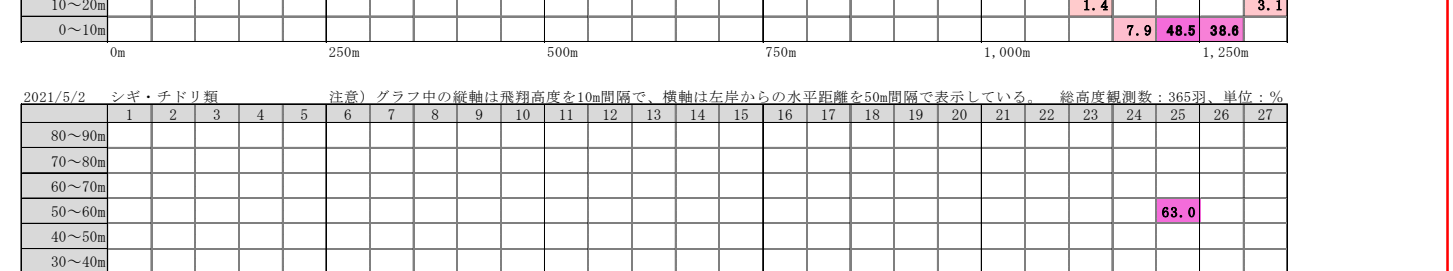 10～20m 1.4 3.1
0～10m 7.9 48.5 38.6
0m 250m 500m 750m 1,000m 1,250m
2021/5/2 シギ・チドリ類 注意）グラフ中の縦軸は飛翔高度を10m間隔で、横軸は左岸からの水平距離を50m間隔で表示している。 総高度観測数：365羽、単位：％
1 2 3 4 5 6 7 8 9 10 11 12 13 14 15 16 17 18 19 20 21 22 23 24 25 26 27
80～90m
70～80m
60～70m
50～60m 63.0
40～50m
30～40m